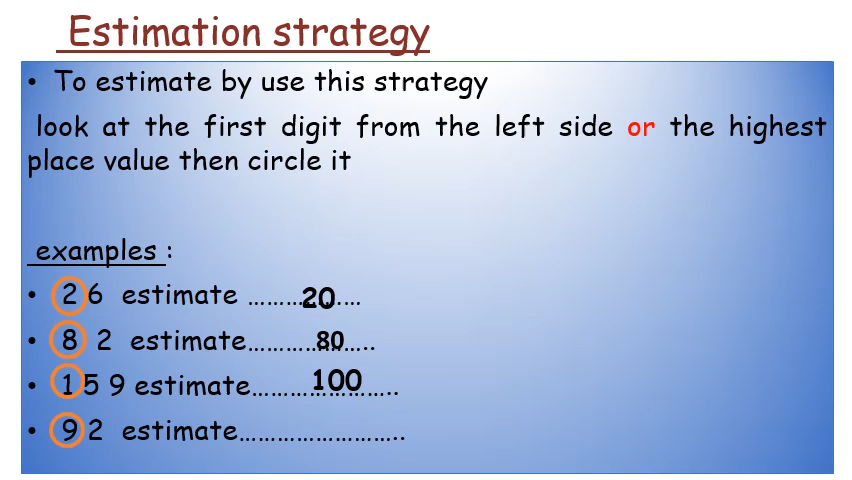 Estimation strategy
• To estimate by use this strategy
look at the first digit from the left side or the highest
place value then circle it
examples :
• 2 6 estimate ……………… 20
• 8 2 estimate……………….. 80
• 1 5 9 estimate………………….. 100
• 9 2 estimate……………………..